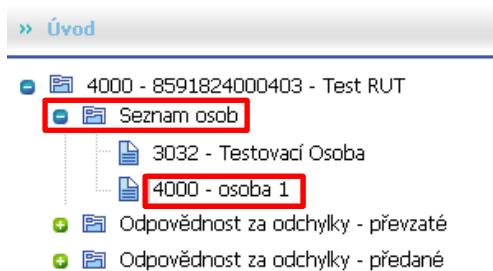 » Úvod
4000 - 8591824000403 - Test RUT
Seznam osob
3032 - Testovací Osoba
4000 - osoba 1
Odpovědnost za odchylky - převzaté
Odpovědnost za odchylky - předané